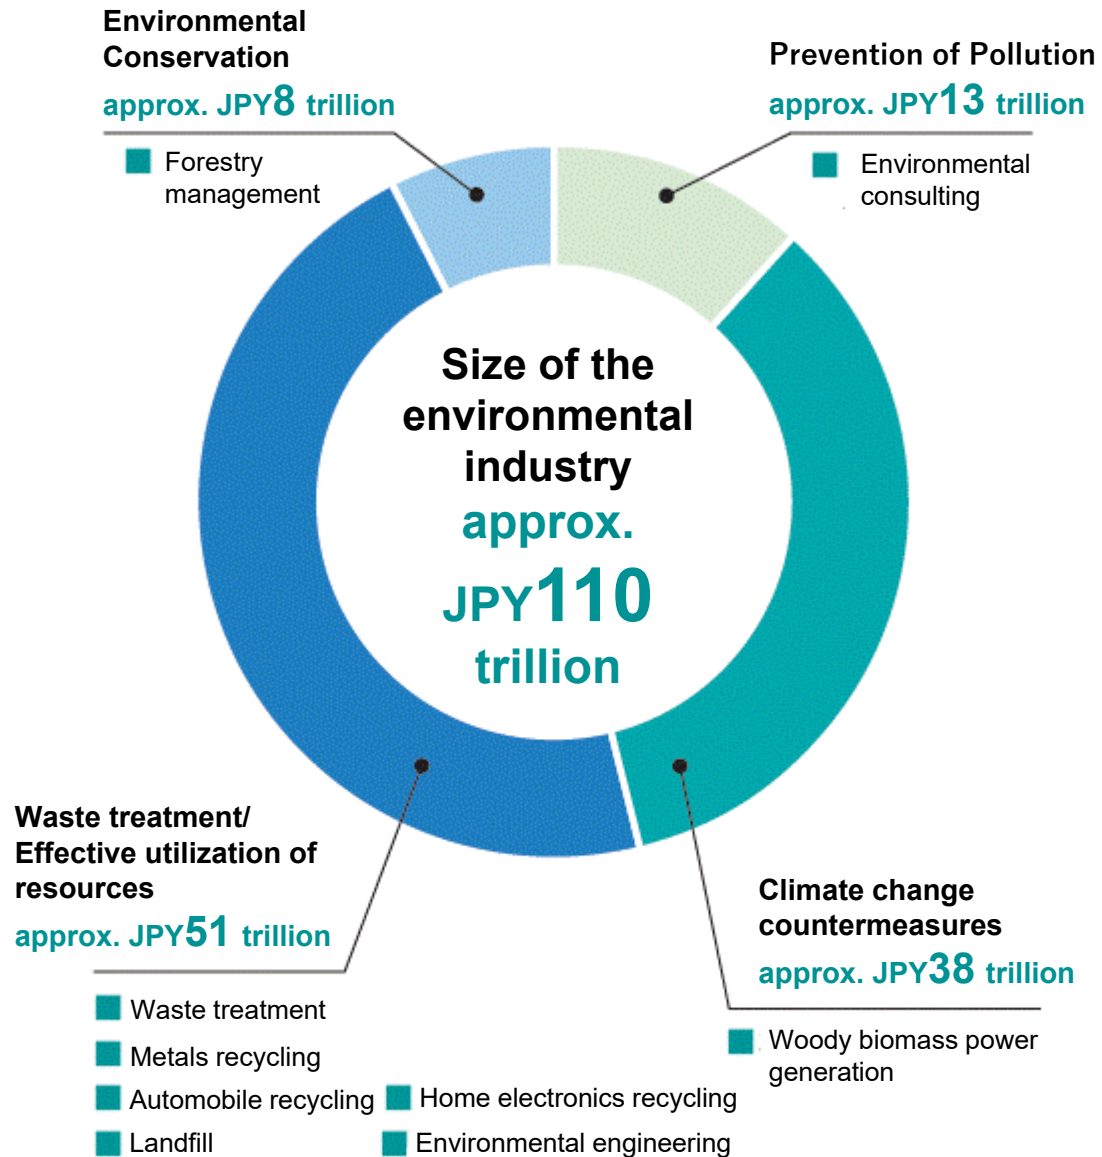 Environmental
Conservation
approx. JPY8 trillion
Forestry
management
Prevention of Pollution
approx. JPY13 trillion
Environmental
consulting
Size of the
environmental
industry
approx.
JPY110
trillion
Waste treatment/
Effective utilization of
resources
approx. JPY51 trillion
Waste treatment
Metals recycling
Automobile recycling
Home electronics recycling
Landfill
Environmental engineering
Climate change
countermeasures
approx. JPY38 trillion
Woody biomass power
generation